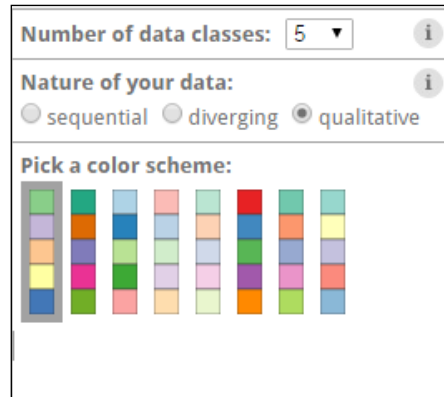 Number of data classes: 5 ▼ i
Nature of your data: i
sequential diverging qualitative
Pick a color scheme: